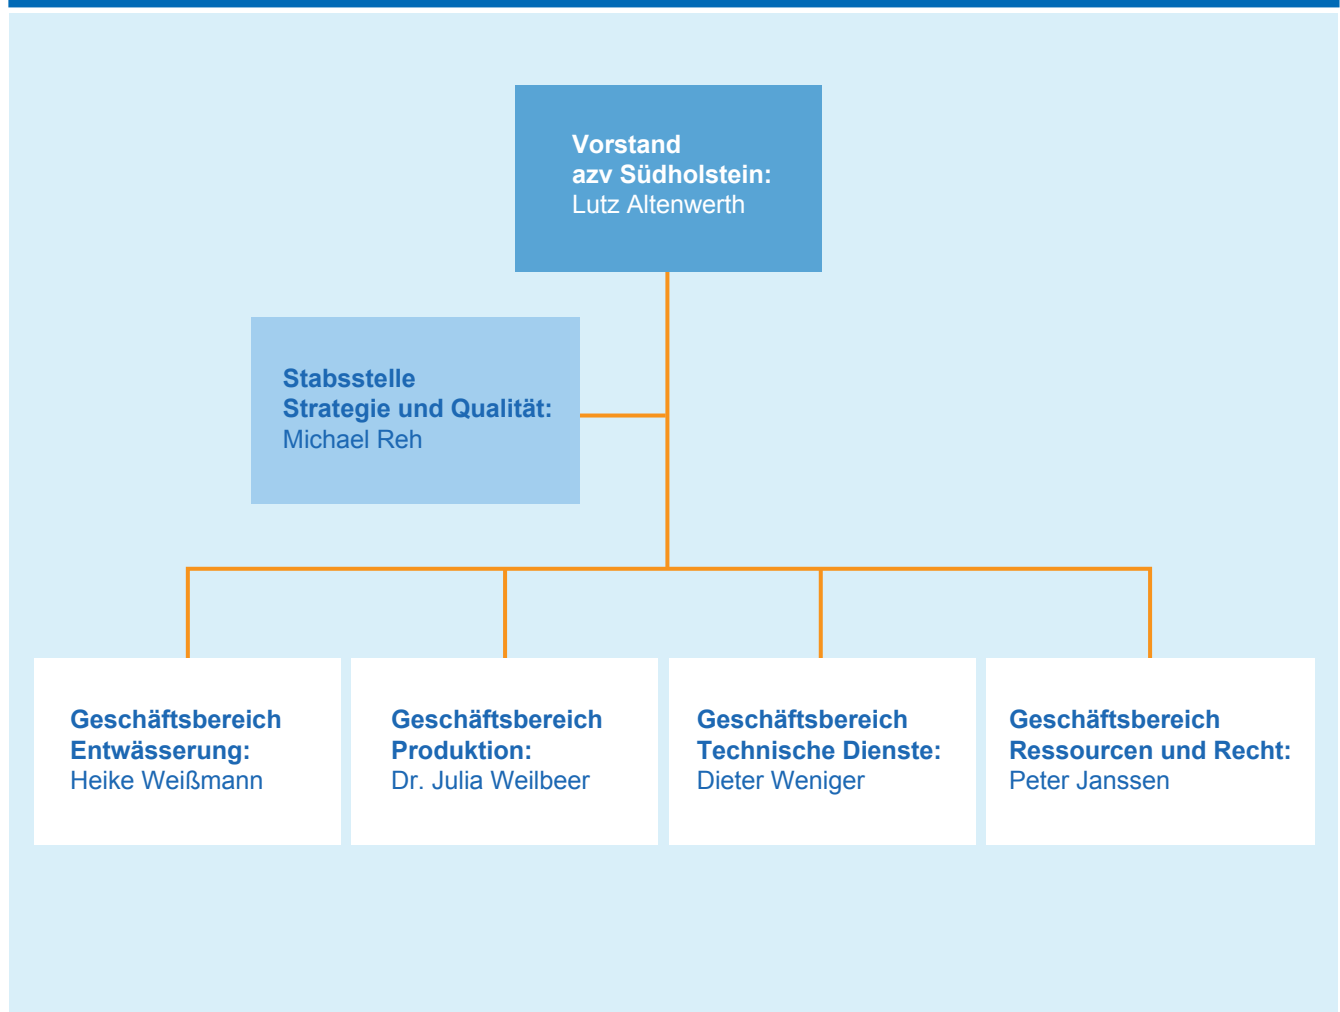 Vorstand
azv Südholstein:
Lutz Altenwerth
Stabsstelle
Strategie und Qualität:
Michael Reh
Geschäftsbereich
Entwässerung:
Heike Weißmann
Geschäftsbereich
Produktion:
Dr. Julia Weilbeer
Geschäftsbereich
Technische Dienste:
Dieter Weniger
Geschäftsbereich
Ressourcen und Recht:
Peter Janssen